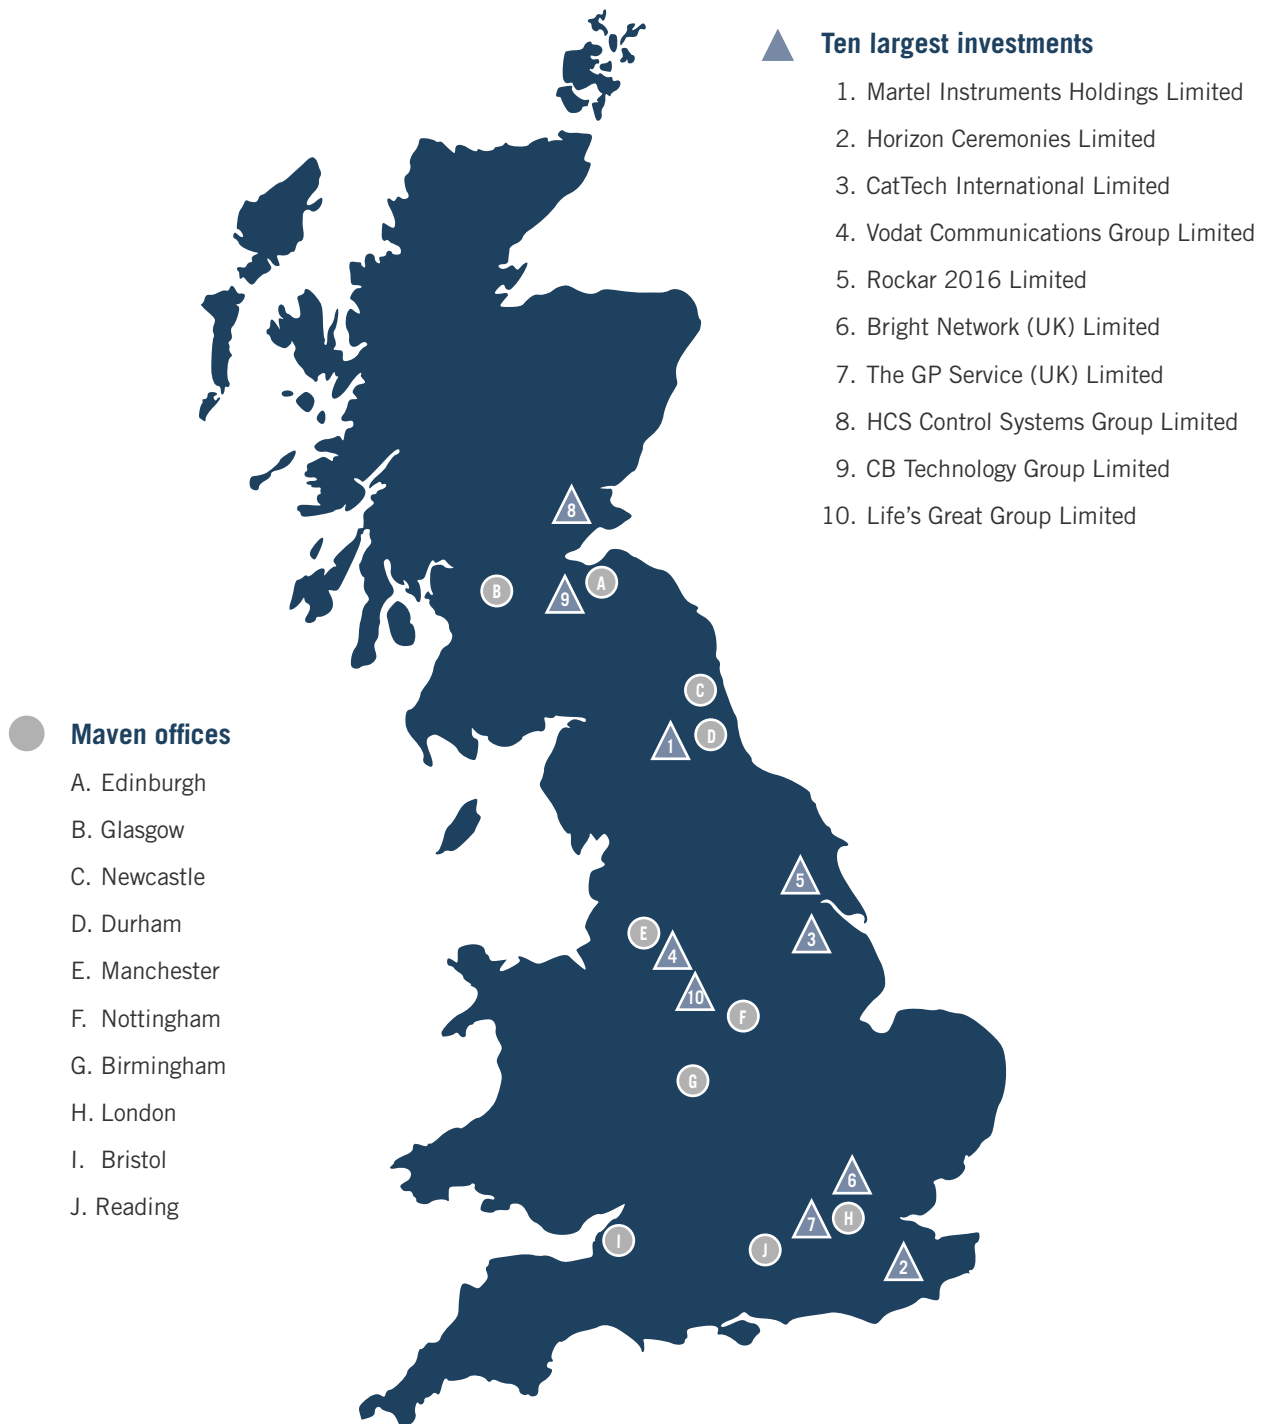 Ten largest investments
1. Martel Instruments Holdings Limited
2. Horizon Ceremonies Limited
3. CatTech International Limited
4. Vodat Communications Group Limited
5. Rockar 2016 Limited
6. Bright Network (UK) Limited
7. The GP Service (UK) Limited
8. HCS Control Systems Group Limited
9. CB Technology Group Limited
10. Life’s Great Group Limited
8
B
9
A
C
1
D
Maven offices
A. Edinburgh
B. Glasgow
C. Newcastle
D. Durham
E. Manchester
F. Nottingham
G. Birmingham
H. London
I. Bristol
J. Reading
5
E
3
4
10
F
G
6
7
H
I
J
2